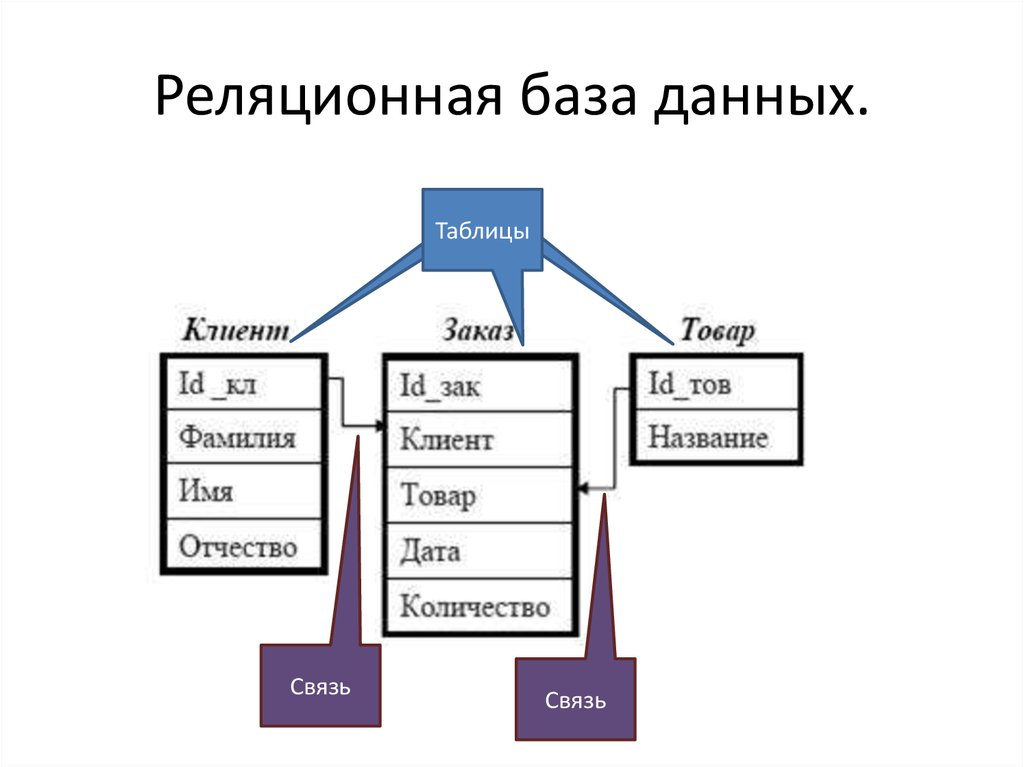 Реляционная база данных.
Таблицы
Клиент
Id _кл
Фамилия
Имя
Отчество
Заказ
Id_зак
Клиент
Товар
Дата
Количество
Товар
Id_тов
Название
Связь
Связь